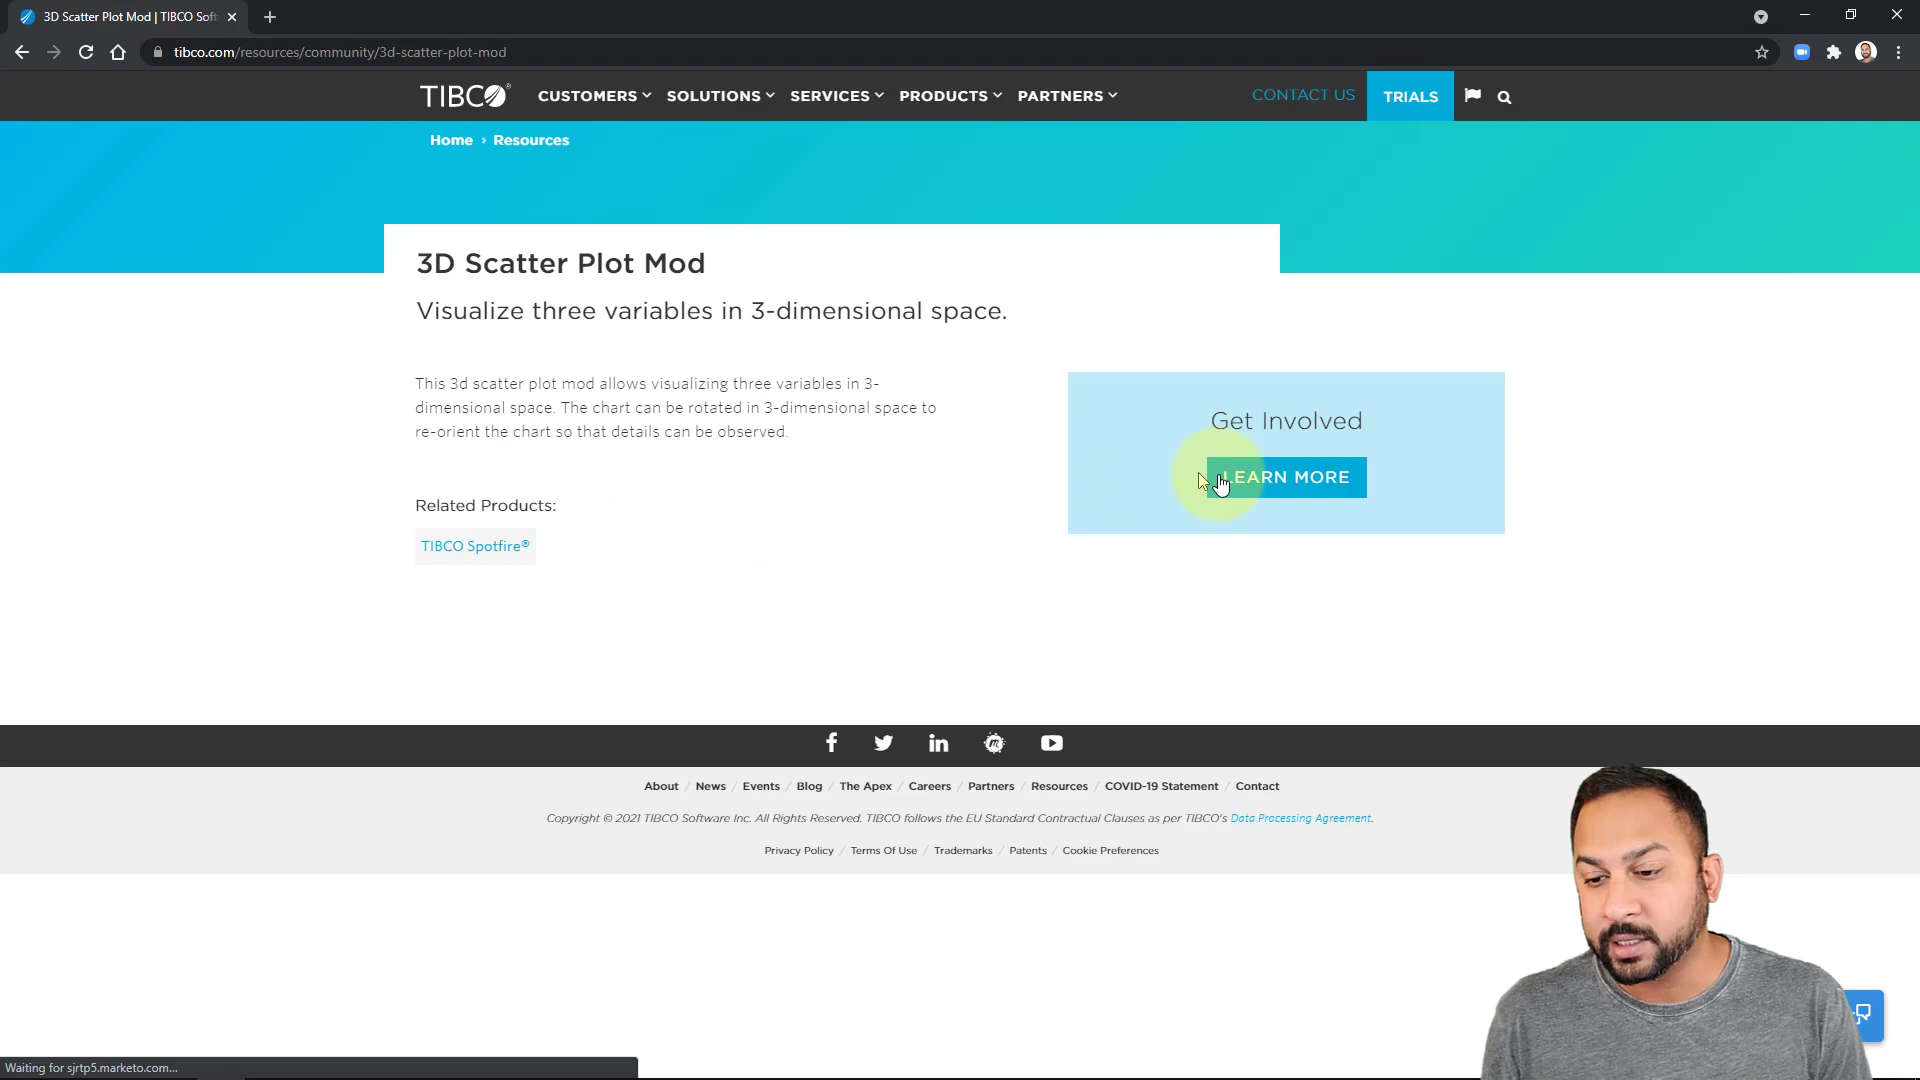 3D Scatter Plot Mod | TIBCO Soft
tibco.com/resources/community/3d-scatter-plot-mod
TIBCO®
CUSTOMERS
SOLUTIONS
SERVICES
PRODUCTS
PARTNERS
CONTACT US
TRIALS
Home › Resources
3D Scatter Plot Mod
Visualize three variables in 3-dimensional space.
This 3d scatter plot mod allows visualizing three variables in 3-
dimensional space. The chart can be rotated in 3-dimensional space to
re-orient the chart so that details can be observed.
Get Involved
LEARN MORE
Related Products:
TIBCO Spotfire®
About / News / Events / Blog / The Apex / Careers / Partners / Resources / COVID-19 Statement / Contact
Copyright © 2021 TIBCO Software Inc. All Rights Reserved. TIBCO follows the EU Standard Contractual Clauses as per TIBCO's Data Processing Agreement.
Privacy Policy / Terms Of Use / Trademarks / Patents / Cookie Preferences
Waiting for sjrtp5.marketo.com...